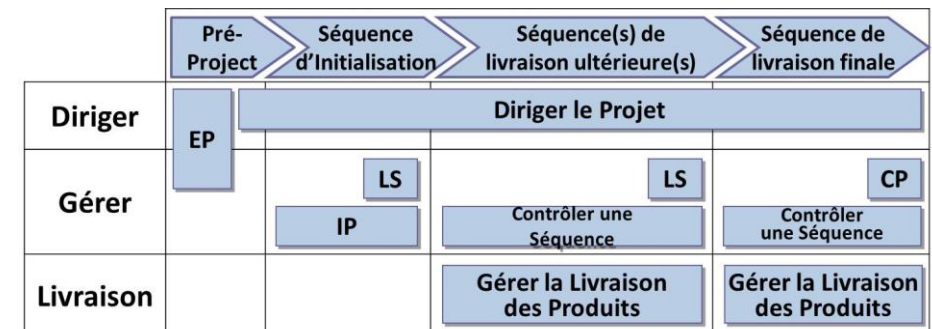 Pré-
Project
Séquence
d'Initialisation
Séquence(s) de
livraison ultérieure(s)
Séquence de
livraison finale
Diriger
EP
Diriger le Projet
Gérer
LS
LS
CP
IP
Contrôler une
Séquence
Contrôler
une Séquence
Livraison
Gérer la Livraison
des Produits
Gérer la Livraison
des Produits